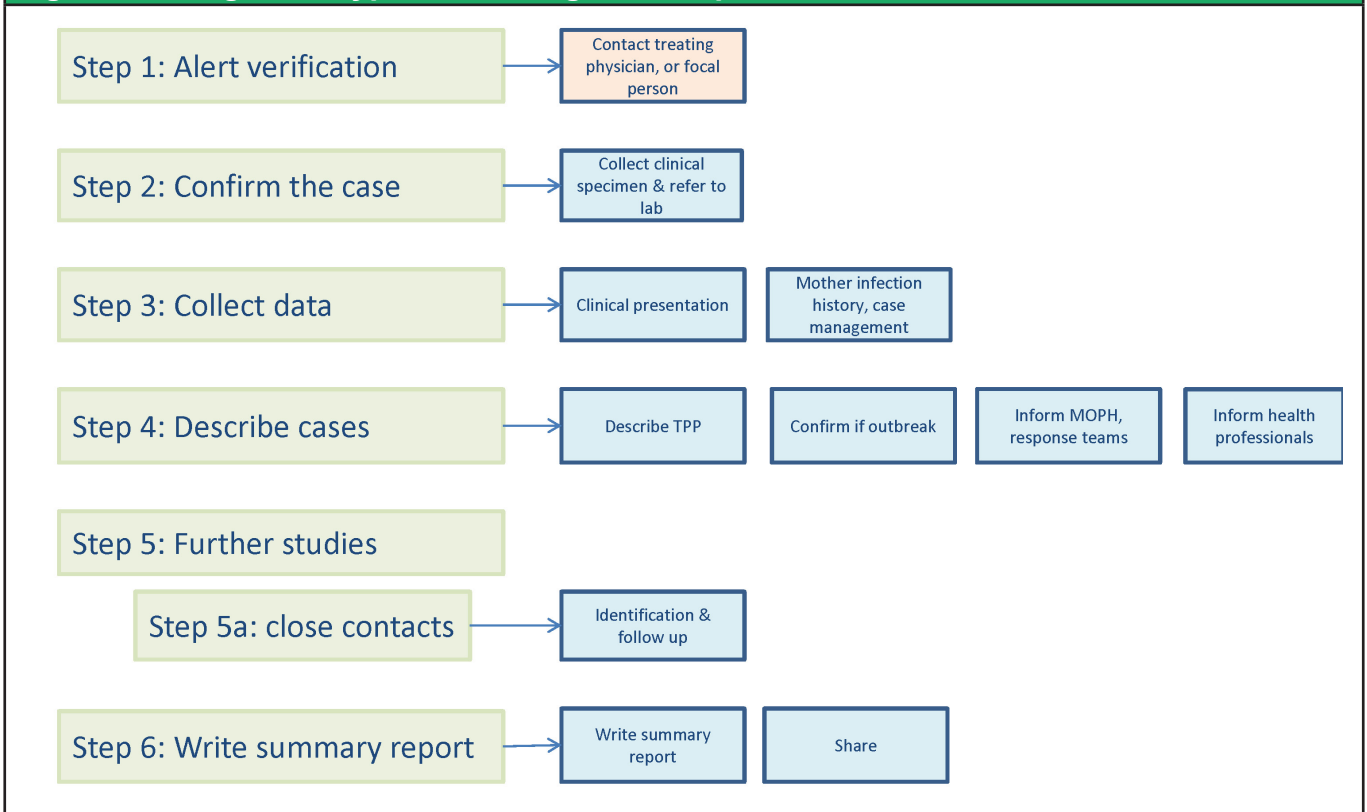 Step 1: Alert verification
Contact treating
physician, or focal
person
Step 2: Confirm the case
Collect clinical
specimen & refer to
lab
Step 3: Collect data
Clinical presentation
Mother infection
history, case
management
Step 4: Describe cases
Describe TPP
Confirm if outbreak
Inform MOPH,
response teams
Inform health
professionals
Step 5: Further studies
Step 5a: close contacts
Identification &
follow up
Step 6: Write summary report
Write summary
report
Share